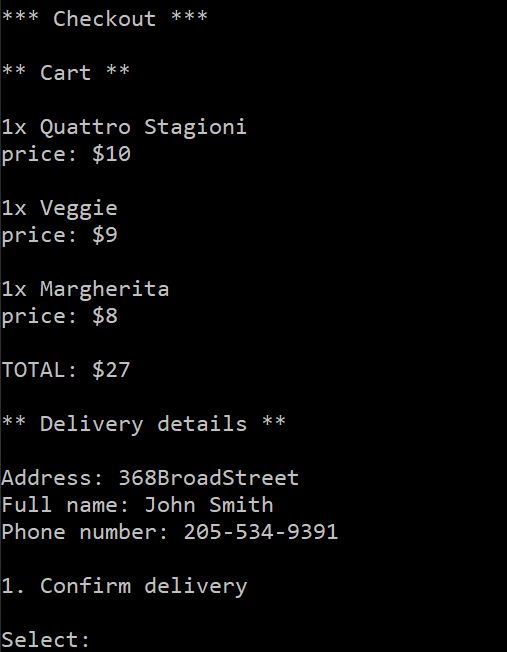 *** Checkout ***
** Cart **
1x Quattro Stagioni
price: $10
1x Veggie
price: $9
1x Margherita
price: $8
TOTAL: $27
** Delivery details **
Address: 368BroadStreet
Full name: John Smith
Phone number: 205-534-9391
1. Confirm delivery
Select: